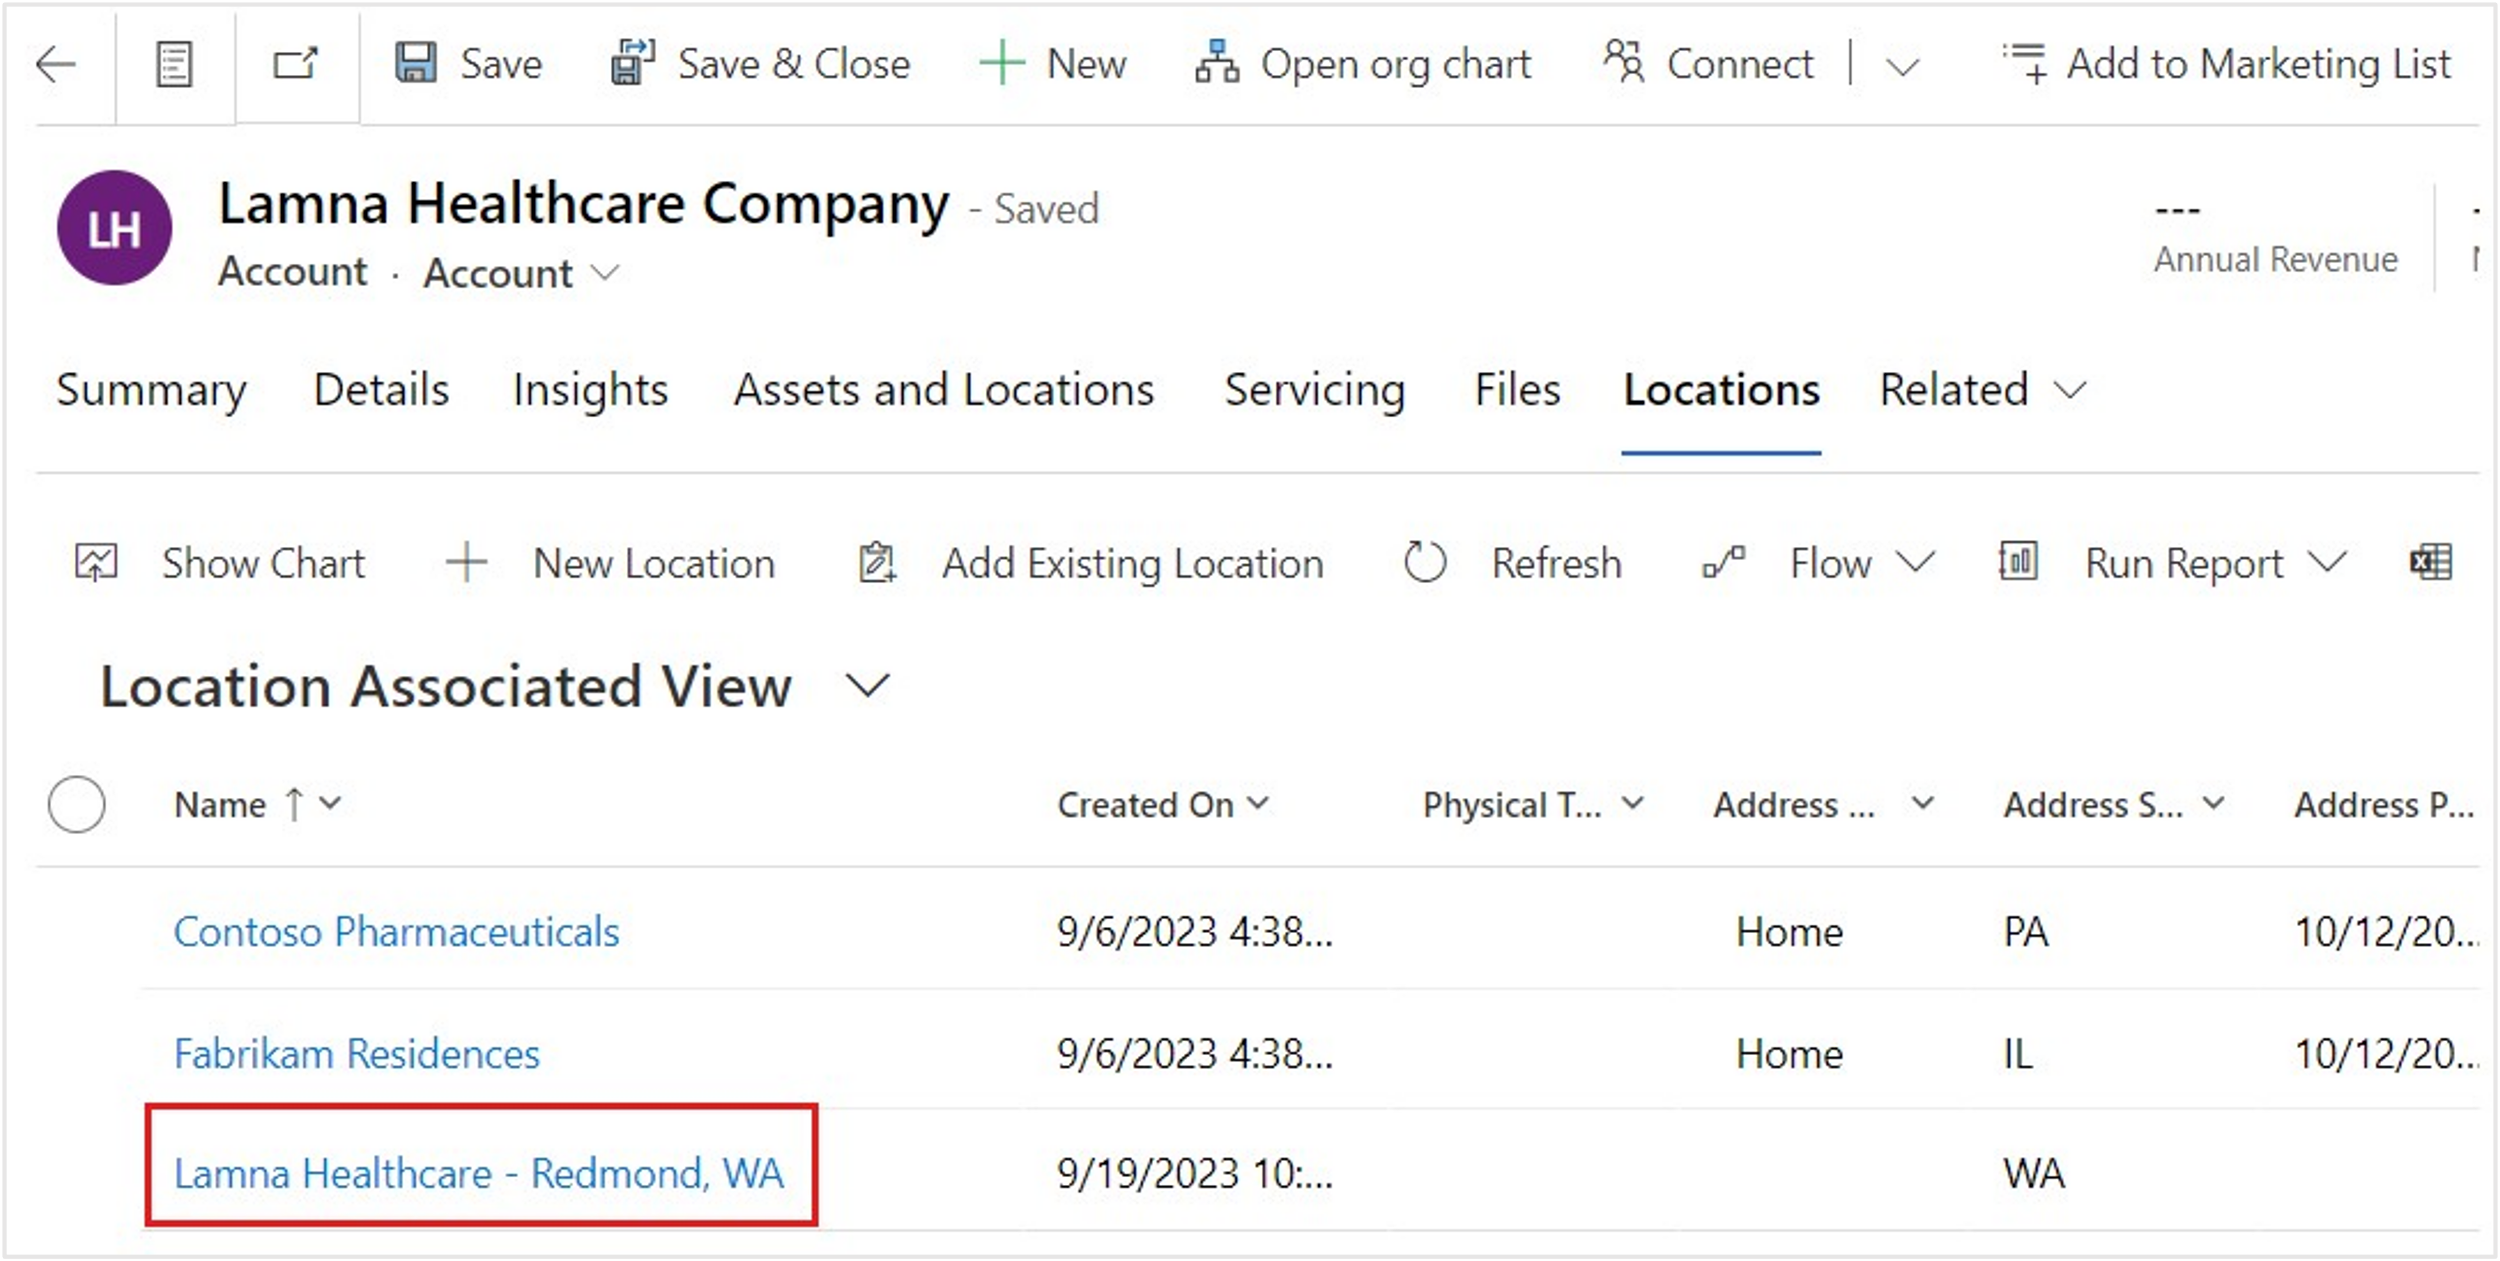 Save Save & Close New Open org chart Connect Add to Marketing List
LH
Lamna Healthcare Company - Saved
Account · Account
---
Annual Revenue
Summary Details Insights Assets and Locations Servicing Files Locations Related
Show Chart New Location Add Existing Location Refresh Flow Run Report
Location Associated View
Name ↑ Created On Physical T... Address ... Address S... Address P...
Contoso Pharmaceuticals 9/6/2023 4:38... Home PA 10/12/20...
Fabrikam Residences 9/6/2023 4:38... Home IL 10/12/20...
Lamna Healthcare - Redmond, WA 9/19/2023 10:... WA